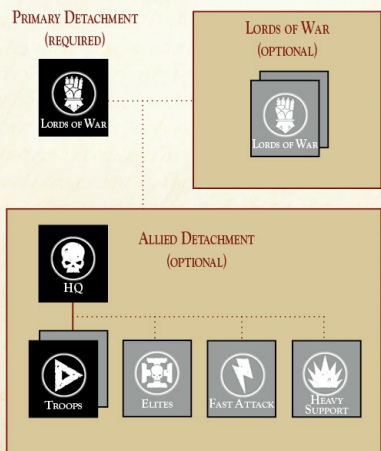 Primary Detachment
(required)
Lords of War
(optional)
Lords of War
Lords of War
Allied Detachment
(optional)
HQ
Troops
Elites
Fast Attack
Heavy
Support